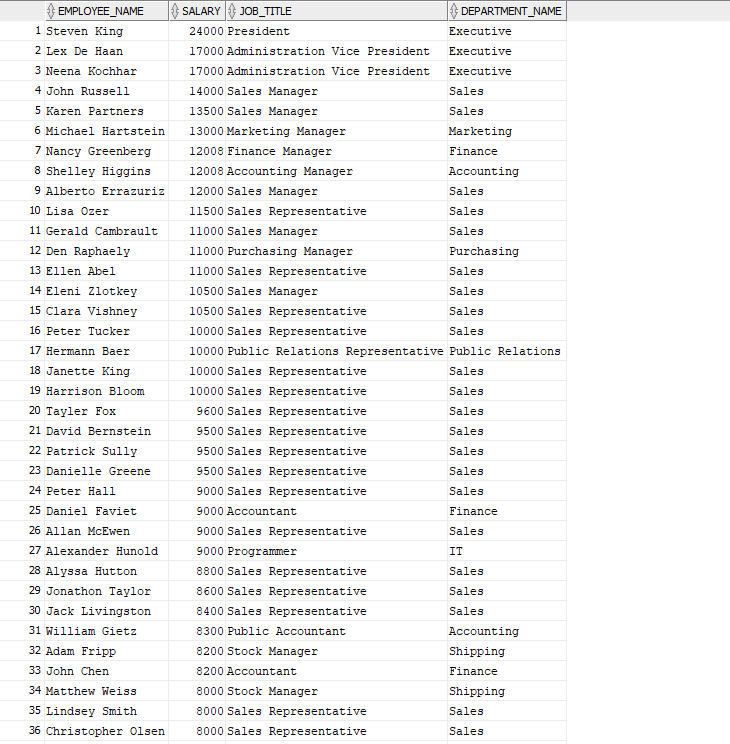 EMPLOYEE_NAME SALARY JOB_TITLE DEPARTMENT_NAME
1 Steven King 24000 President Executive
2 Lex De Haan 17000 Administration Vice President Executive
3 Neena Kochhar 17000 Administration Vice President Executive
4 John Russell 14000 Sales Manager Sales
5 Karen Partners 13500 Sales Manager Sales
6 Michael Hartstein 13000 Marketing Manager Marketing
7 Nancy Greenberg 12008 Finance Manager Finance
8 Shelley Higgins 12008 Accounting Manager Accounting
9 Alberto Errazuriz 12000 Sales Manager Sales
10 Lisa Ozer 11500 Sales Representative Sales
11 Gerald Cambrault 11000 Sales Manager Sales
12 Den Raphaely 11000 Purchasing Manager Purchasing
13 Ellen Abel 11000 Sales Representative Sales
14 Eleni Zlotkey 10500 Sales Manager Sales
15 Clara Vishney 10500 Sales Representative Sales
16 Peter Tucker 10000 Sales Representative Sales
17 Hermann Baer 10000 Public Relations Representative Public Relations
18 Janette King 10000 Sales Representative Sales
19 Harrison Bloom 10000 Sales Representative Sales
20 Tayler Fox 9600 Sales Representative Sales
21 David Bernstein 9500 Sales Representative Sales
22 Patrick Sully 9500 Sales Representative Sales
23 Danielle Greene 9500 Sales Representative Sales
24 Peter Hall 9000 Sales Representative Sales
25 Daniel Faviet 9000 Accountant Finance
26 Allan McEwen 9000 Sales Representative Sales
27 Alexander Hunold 9000 Programmer IT
28 Alyssa Hutton 8800 Sales Representative Sales
29 Jonathon Taylor 8600 Sales Representative Sales
30 Jack Livingston 8400 Sales Representative Sales
31 William Gietz 8300 Public Accountant Accounting
32 Adam Fripp 8200 Stock Manager Shipping
33 John Chen 8200 Accountant Finance
34 Matthew Weiss 8000 Stock Manager Shipping
35 Lindsey Smith 8000 Sales Representative Sales
36 Christopher Olsen 8000 Sales Representative Sales